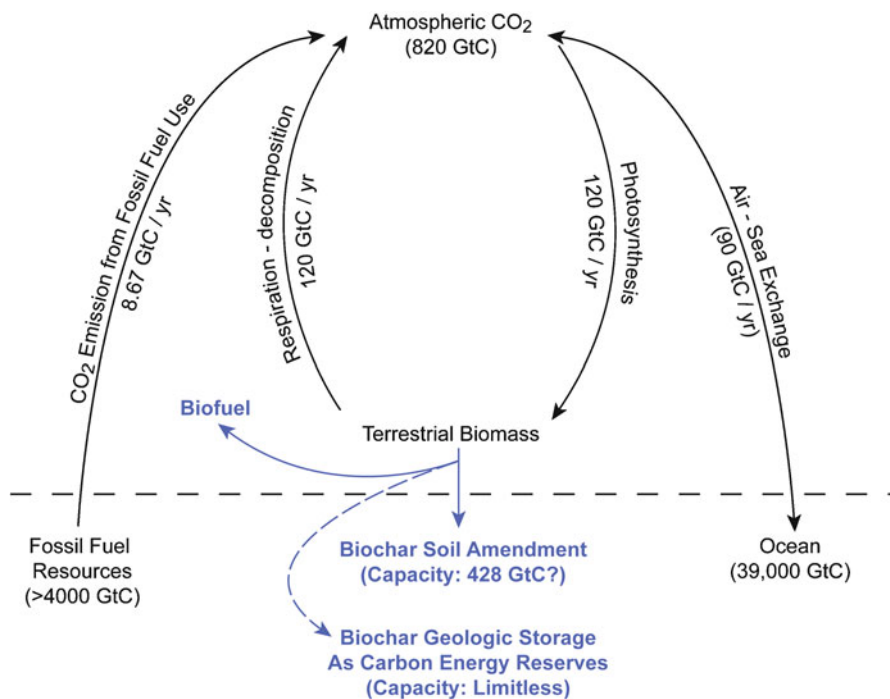 Atmospheric CO₂
(820 GtC)
CO₂ Emission from Fossil Fuel Use
8.67 GtC / yr
Respiration - decomposition
120 GtC / yr
Photosynthesis
120 GtC / yr
Air - Sea Exchange
(90 GtC / yr)
Biofuel
Terrestrial Biomass
Fossil Fuel
Resources
(>4000 GtC)
Biochar Soil Amendment
(Capacity: 428 GtC?)
Ocean
(39,000 GtC)
Biochar Geologic Storage
As Carbon Energy Reserves
(Capacity: Limitless)